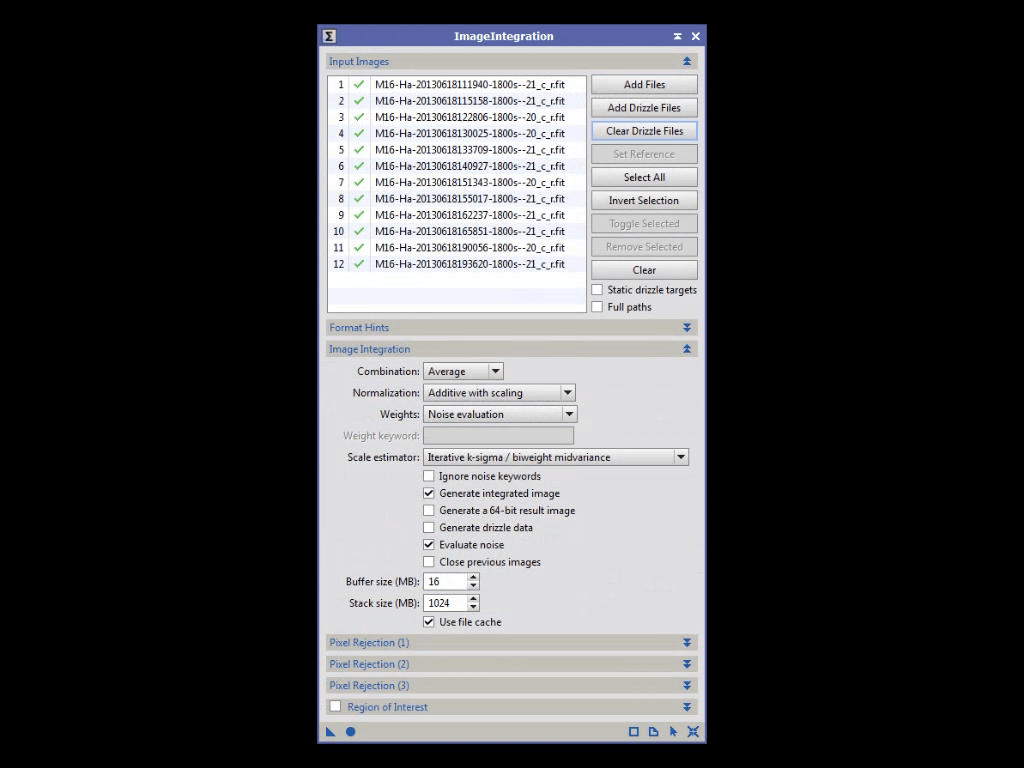 Σ ImageIntegration
Input Images
1 M16-Ha-20130618111940-1800s--21_c_r.fit
2 M16-Ha-20130618115158-1800s--21_c_r.fit
3 M16-Ha-20130618122806-1800s--20_c_r.fit
4 M16-Ha-20130618130025-1800s--20_c_r.fit
5 M16-Ha-20130618133709-1800s--21_c_r.fit
6 M16-Ha-20130618140927-1800s--21_c_r.fit
7 M16-Ha-20130618151343-1800s--20_c_r.fit
8 M16-Ha-20130618155017-1800s--21_c_r.fit
9 M16-Ha-20130618162237-1800s--21_c_r.fit
10 M16-Ha-20130618165851-1800s--21_c_r.fit
11 M16-Ha-20130618190056-1800s--20_c_r.fit
12 M16-Ha-20130618193620-1800s--21_c_r.fit
Add Files
Add Drizzle Files
Clear Drizzle Files
Set Reference
Select All
Invert Selection
Toggle Selected
Remove Selected
Clear
Static drizzle targets
Full paths
Format Hints
Image Integration
Combination: Average
Normalization: Additive with scaling
Weights: Noise evaluation
Weight keyword:
Scale estimator: Iterative k-sigma / biweight midvariance
Ignore noise keywords
Generate integrated image
Generate a 64-bit result image
Generate drizzle data
Evaluate noise
Close previous images
Buffer size (MB): 16
Stack size (MB): 1024
Use file cache
Pixel Rejection (1)
Pixel Rejection (2)
Pixel Rejection (3)
Region of Interest